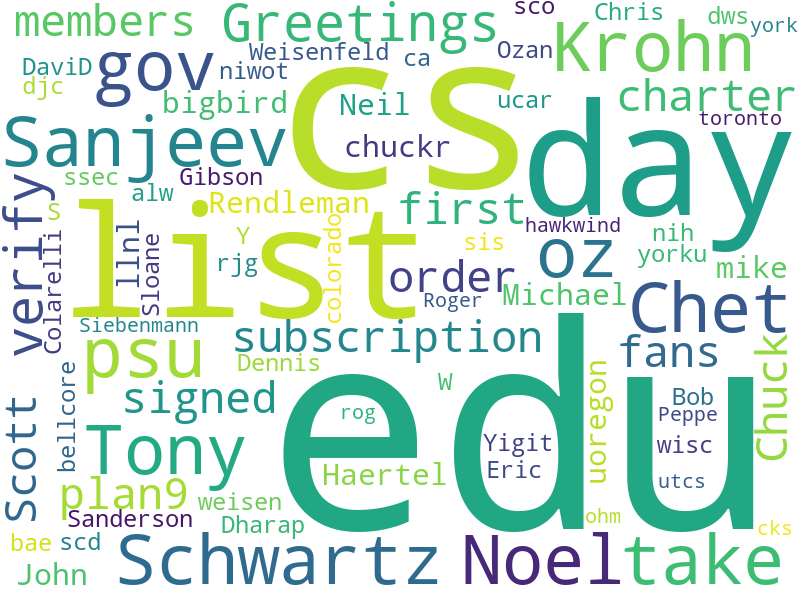 members
Greetings
sco
Chris
dws
york
DaviD
gov
Weisenfeld
ca
Ozan
Krohn
djc
niwot
cs
bigbird
Neil
ucar
charter
day
toronto
Sanjeev
chuckr
ssec
Gibson
alw
verify
list
Rendleman
first
hawkwind
S
Y
colorado
sis
oz
nih
yorku
mike
Colarelli
llnl
Sloane
rjg
order
Roger
Michael
Chet
Siebenmann
psu
subscription
fans
Chuck
Dennis
edu
bellcore
signed
W
uoregon
Bob
Peppe
Scott
Tony
rog
Yigit
wisc
Haertel
Eric
utcs
plan9
weisen
Sanderson
Dharap
ohm
cks
bae
scd
John
Schwartz
Noel
take